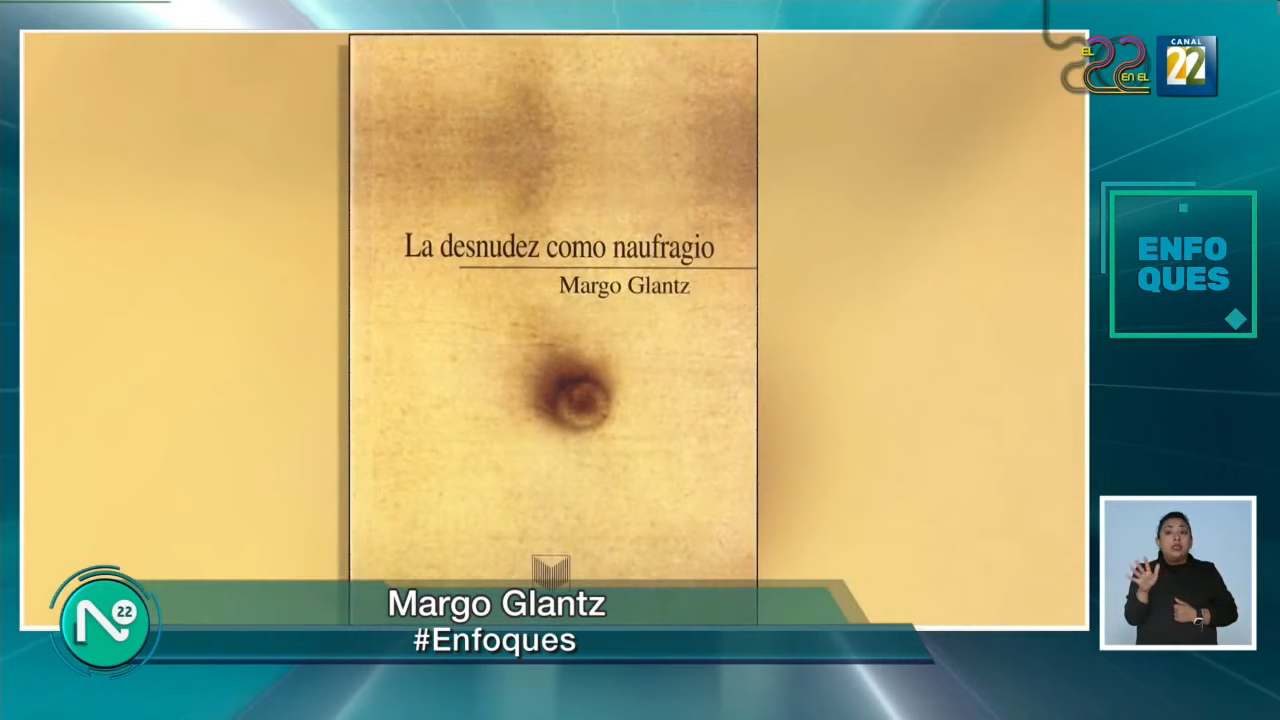 EL
22
EN EL
CANAL
22
La desnudez como naufragio
Margo Glantz
ENFO
QUES
N 22
Margo Glantz
#Enfoques